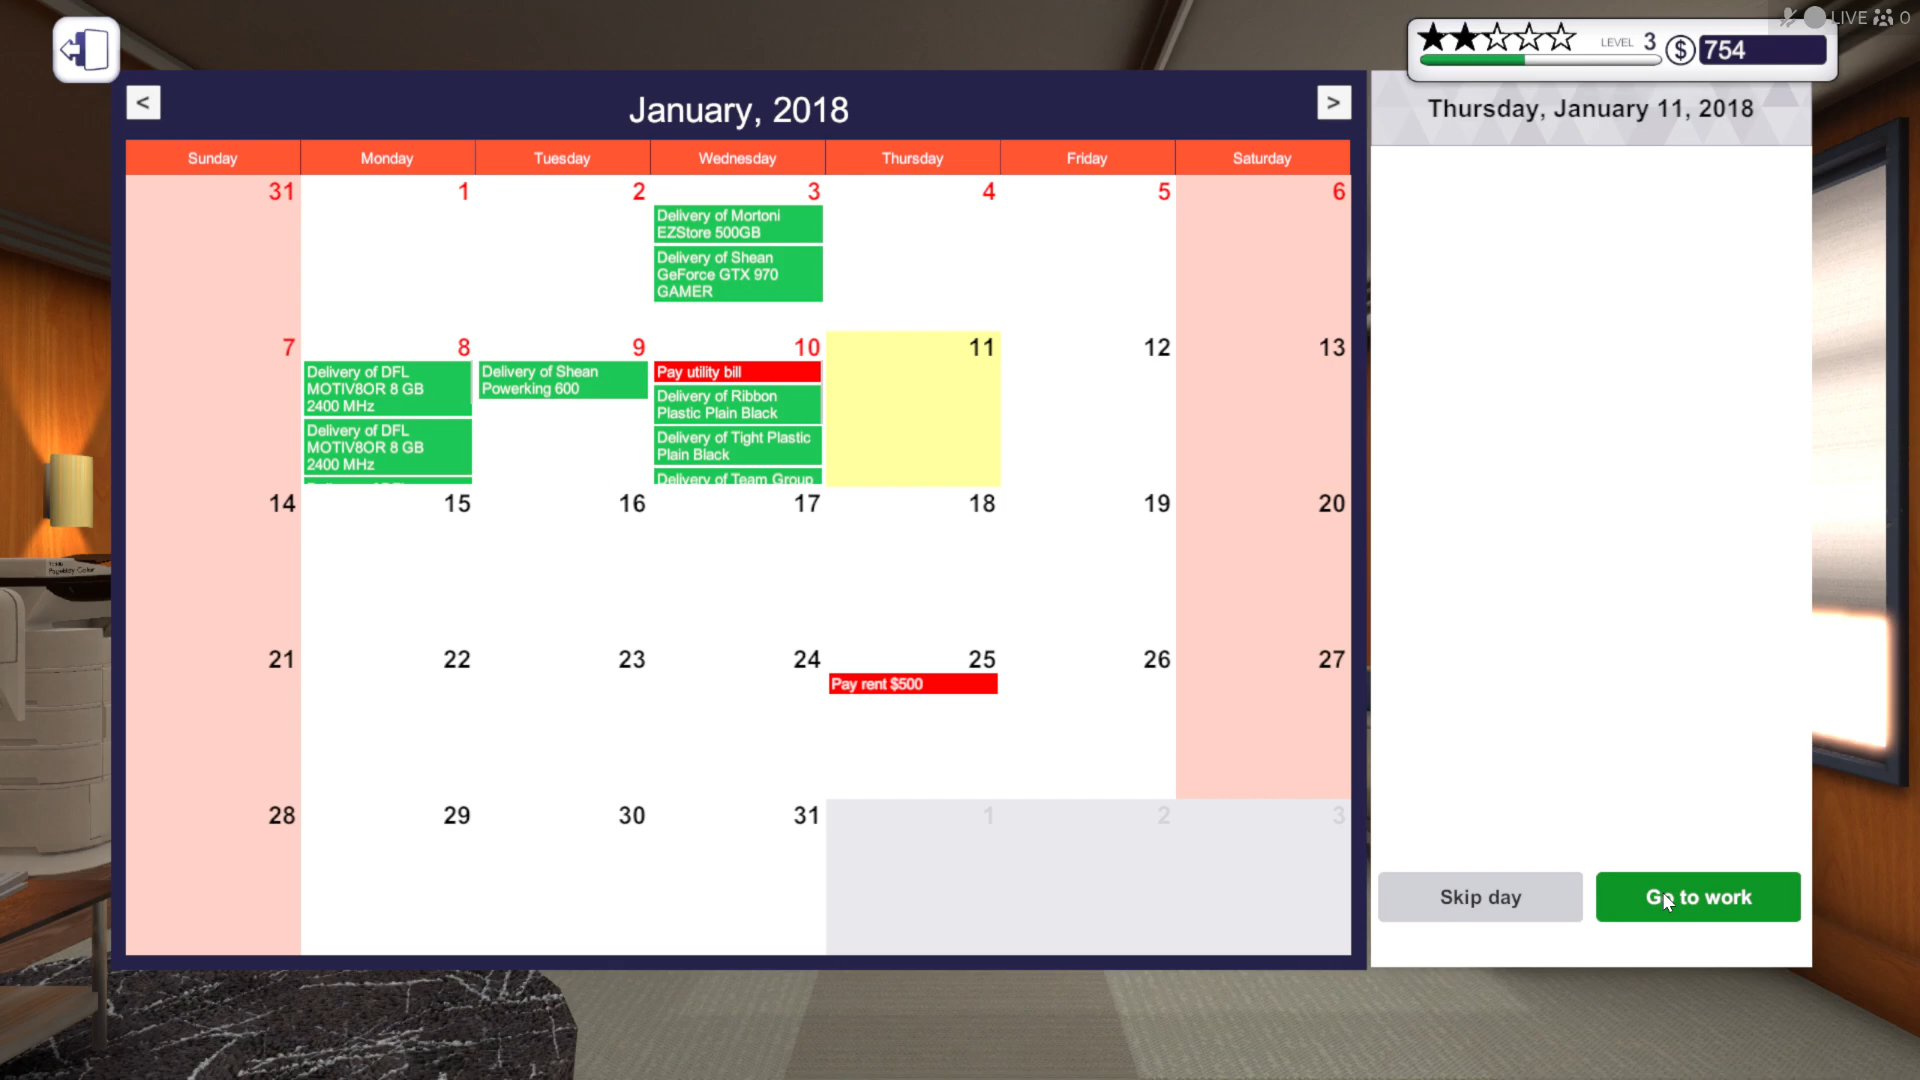 LIVE 0
LEVEL 3
$ 754
<
January, 2018
>
Thursday, January 11, 2018
Sunday Monday Tuesday Wednesday Thursday Friday Saturday
31 1 2 3 4 5 6
Delivery of Mortoni
EZStore 500GB
Delivery of Shean
GeForce GTX 970
GAMER
7 8 9 10 11 12 13
Delivery of DFL
MOTIV8OR 8 GB
2400 MHz
Delivery of DFL
MOTIV8OR 8 GB
2400 MHz
Delivery of Shean
Powerking 600
Pay utility bill
Delivery of Ribbon
Plastic Plain Black
Delivery of Tight Plastic
Plain Black
Delivery of Team Group
14 15 16 17 18 19 20
21 22 23 24 25 26 27
Pay rent $500
28 29 30 31 1 2 3
Skip day
Go to work